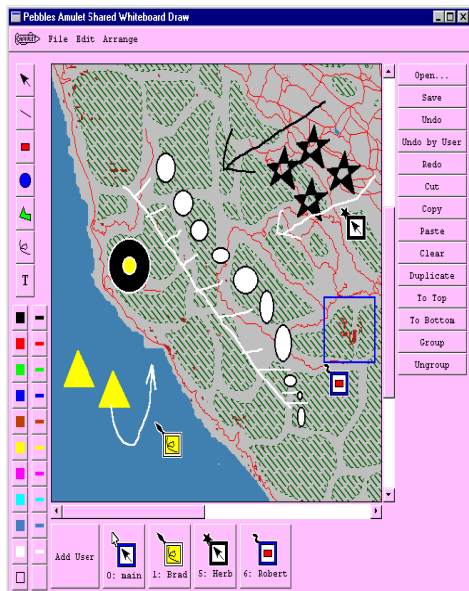 Pebbles Amulet Shared Whiteboard Draw
File Edit Arrange
Open...
Save
Undo
Undo by User
Redo
Cut
Copy
Paste
Clear
Duplicate
To Top
To Bottom
Group
Ungroup
T
Add User
0: main
1: Brad
5: Herb
6: Robert